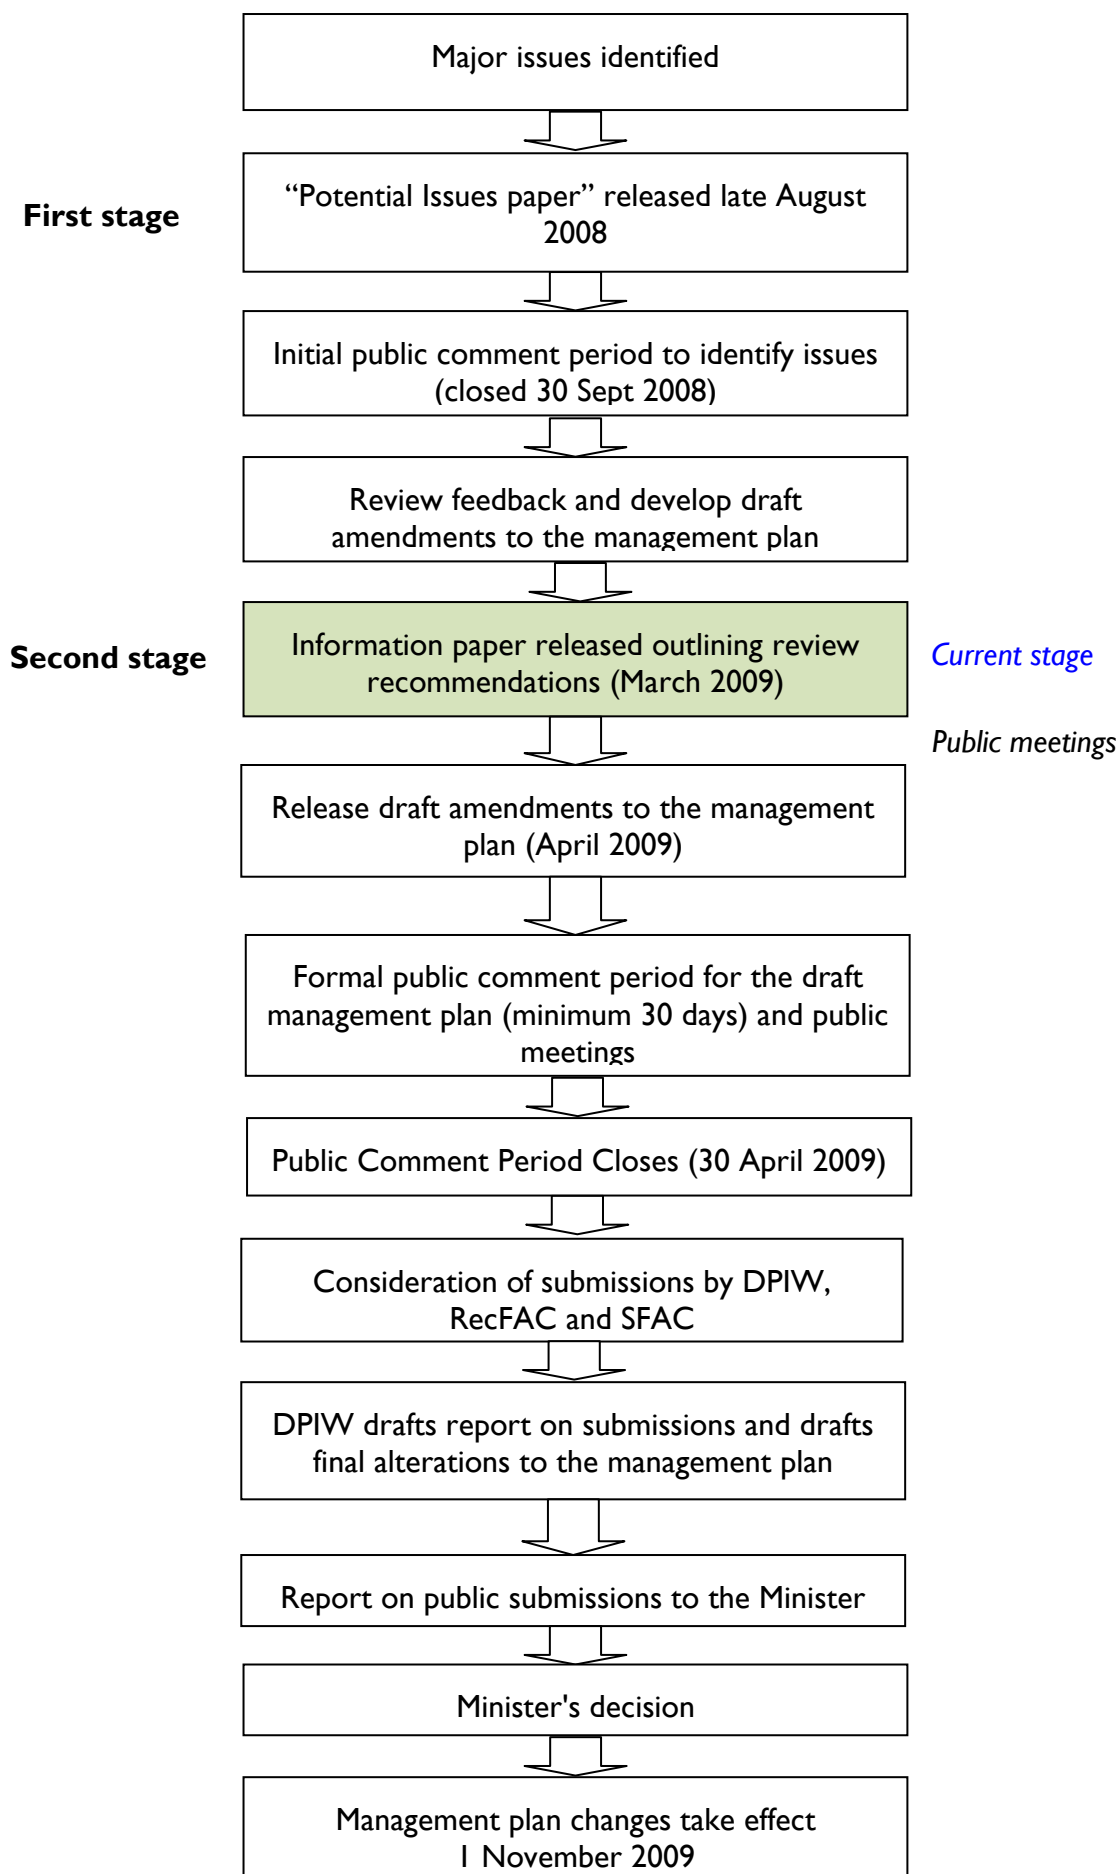 Major issues identified
First stage
“Potential Issues paper” released late August
2008
Initial public comment period to identify issues
(closed 30 Sept 2008)
Review feedback and develop draft
amendments to the management plan
Second stage
Information paper released outlining review
recommendations (March 2009)
Current stage
Public meetings
Release draft amendments to the management
plan (April 2009)
Formal public comment period for the draft
management plan (minimum 30 days) and public
meetings
Public Comment Period Closes (30 April 2009)
Consideration of submissions by DPIW,
RecFAC and SFAC
DPIW drafts report on submissions and drafts
final alterations to the management plan
Report on public submissions to the Minister
Minister's decision
Management plan changes take effect
1 November 2009